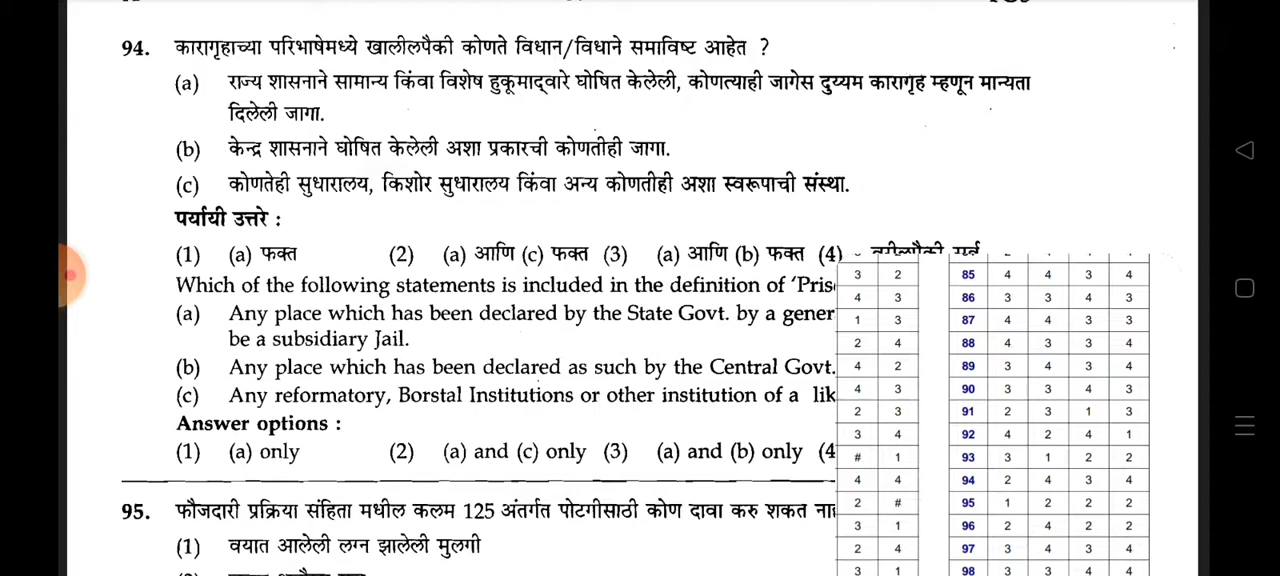 94. कारागृहाच्या परिभाषेमध्ये खालीलपैकी कोणते विधान/विधाने समाविष्ट आहेत ?
(a) राज्य शासनाने सामान्य किंवा विशेष हुकूमाद्वारे घोषित केलेली, कोणत्याही जागेस दुय्यम कारागृह म्हणून मान्यता
दिलेली जागा.
(b) केन्द्र शासनाने घोषित केलेली अशा प्रकारची कोणतीही जागा.
(c) कोणतेही सुधारालय, किशोर सुधारालय किंवा अन्य कोणतीही अशा स्वरूपाची संस्था.
पर्यायी उत्तरे :
(1) (a) फक्त (2) (a) आणि (c) फक्त (3) (a) आणि (b) फक्त (4)
Which of the following statements is included in the definition of 'Pris
(a) Any place which has been declared by the State Govt. by a gener
be a subsidiary Jail.
(b) Any place which has been declared as such by the Central Govt.
(c) Any reformatory, Borstal Institutions or other institution of a lik
Answer options :
(1) (a) only (2) (a) and (c) only (3) (a) and (b) only (4
95. फौजदारी प्रक्रिया संहिता मधील कलम 125 अंतर्गत पोटगीसाठी कोण दावा करु शकत ना
(1) वयात आलेली लग्न झालेली मुलगी
3 2 85 4 4 3 4
4 3 86 3 3 4 3
1 3 87 4 4 3 3
2 4 88 4 3 3 4
4 2 89 3 4 3 4
4 3 90 3 3 4 3
2 3 91 2 3 1 3
3 4 92 4 2 4 1
# 1 93 3 1 2 2
4 4 94 2 4 3 4
2 # 95 1 2 2 2
3 1 96 2 4 2 2
2 4 97 3 4 3 4
3 1 98 3 3 4 4